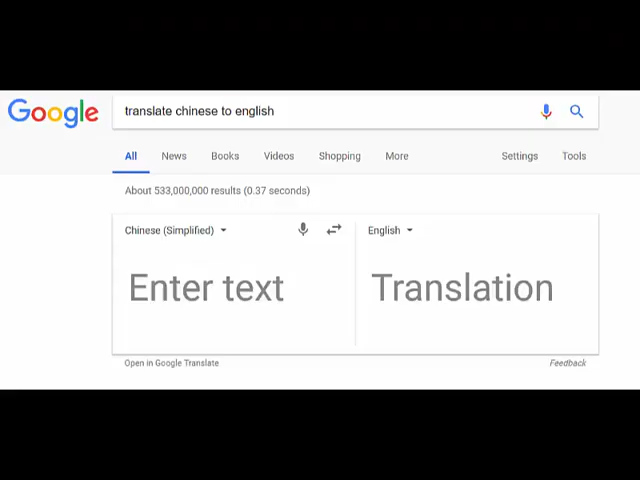 Google translate chinese to english
All News Books Videos Shopping More Settings Tools
About 533,000,000 results (0.37 seconds)
Chinese (Simplified) English
Enter text Translation
Open in Google Translate Feedback